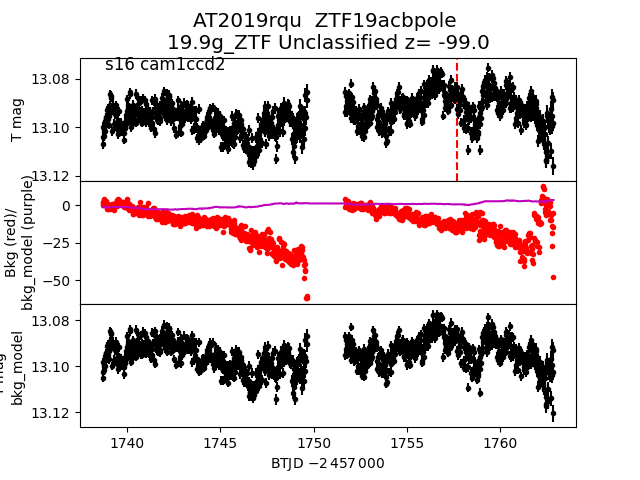 AT2019rqu  ZTF19acbpole
19.9g_ZTF Unclassified z= -99.0
s16 cam1ccd2
T mag
13.08
13.10
13.12
Bkg (red)/
bkg_model (purple)
0
−25
−50
mag
bkg_model
13.08
13.10
13.12
1740
1745
1750
1755
1760
BTJD −2 457 000